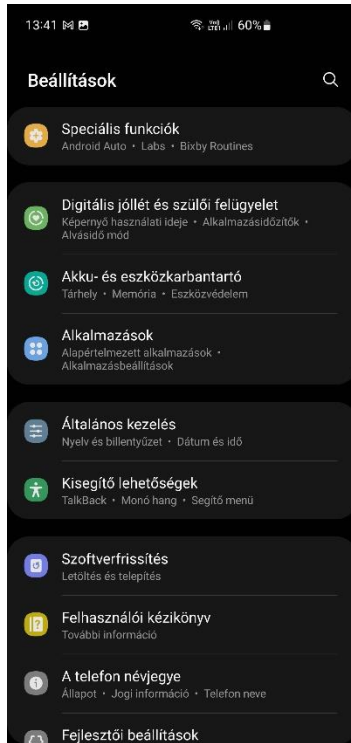 13:41 60%
Beállítások
Speciális funkciók
Android Auto • Labs • Bixby Routines
Digitális jóllét és szülői felügyelet
Képernyő használati ideje • Alkalmazásidőzítők •
Alvásidő mód
Akku- és eszközkarbantartó
Tárhely • Memória • Eszközvédelem
Alkalmazások
Alapértelmezett alkalmazások •
Alkalmazásbeállítások
Általános kezelés
Nyelv és billentyűzet • Dátum és idő
Kisegítő lehetőségek
TalkBack • Monó hang • Segítő menü
Szoftverfrissítés
Letöltés és telepítés
Felhasználói kézikönyv
További információ
A telefon névjegye
Állapot • Jogi információ • Telefon neve
Fejlesztői beállítások